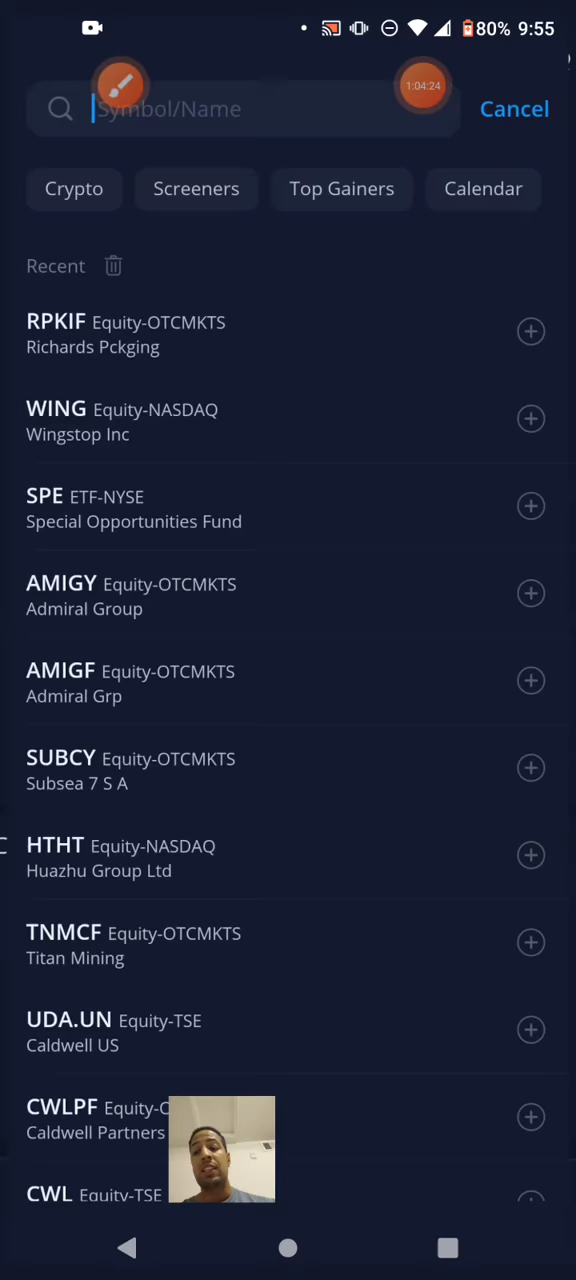 80% 9:55
1:04:24
Symbol/Name
Cancel
Crypto Screeners Top Gainers Calendar
Recent
RPKIF Equity-OTCMKTS
Richards Pckging
WING Equity-NASDAQ
Wingstop Inc
SPE ETF-NYSE
Special Opportunities Fund
AMIGY Equity-OTCMKTS
Admiral Group
AMIGF Equity-OTCMKTS
Admiral Grp
SUBCY Equity-OTCMKTS
Subsea 7 S A
HTHT Equity-NASDAQ
Huazhu Group Ltd
TNMCF Equity-OTCMKTS
Titan Mining
UDA.UN Equity-TSE
Caldwell US
CWLPF Equity-
Caldwell Partners
CWL Equity-TSE